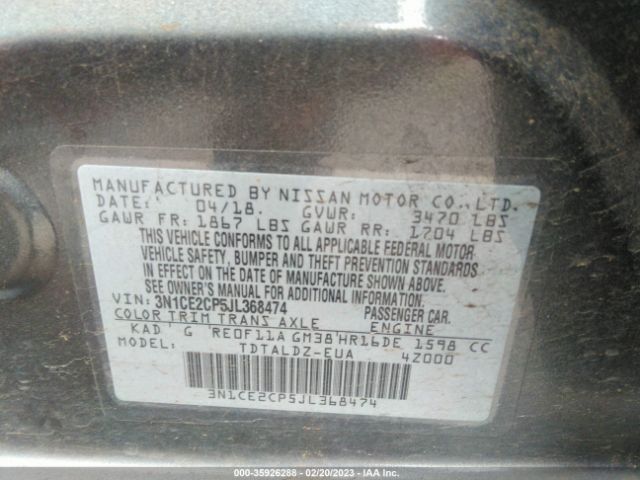 MANUFACTURED BY NISSAN MOTOR CO.,LTD.
DATE: 04/18. GVWR: 3470 LBS
GAWR FR: 1867 LBS GAWR RR: 1704 LBS
THIS VEHICLE CONFORMS TO ALL APPLICABLE FEDERAL MOTOR
VEHICLE SAFETY, BUMPER AND THEFT PREVENTION STANDARDS
IN EFFECT ON THE DATE OF MANUFACTURE SHOWN ABOVE.
SEE OWNER'S MANUAL FOR ADDITIONAL INFORMATION.
VIN: 3N1CE2CP5JL368474 PASSENGER CAR.
COLOR TRIM TRANS AXLE ENGINE
KAD G RE0F11A GM38 HR16DE 1598 CC
MODEL: TDTALDZ-EUA 4Z000
3N1CE2CP5JL368474
000-35926288 - 02/20/2023 - IAA Inc.